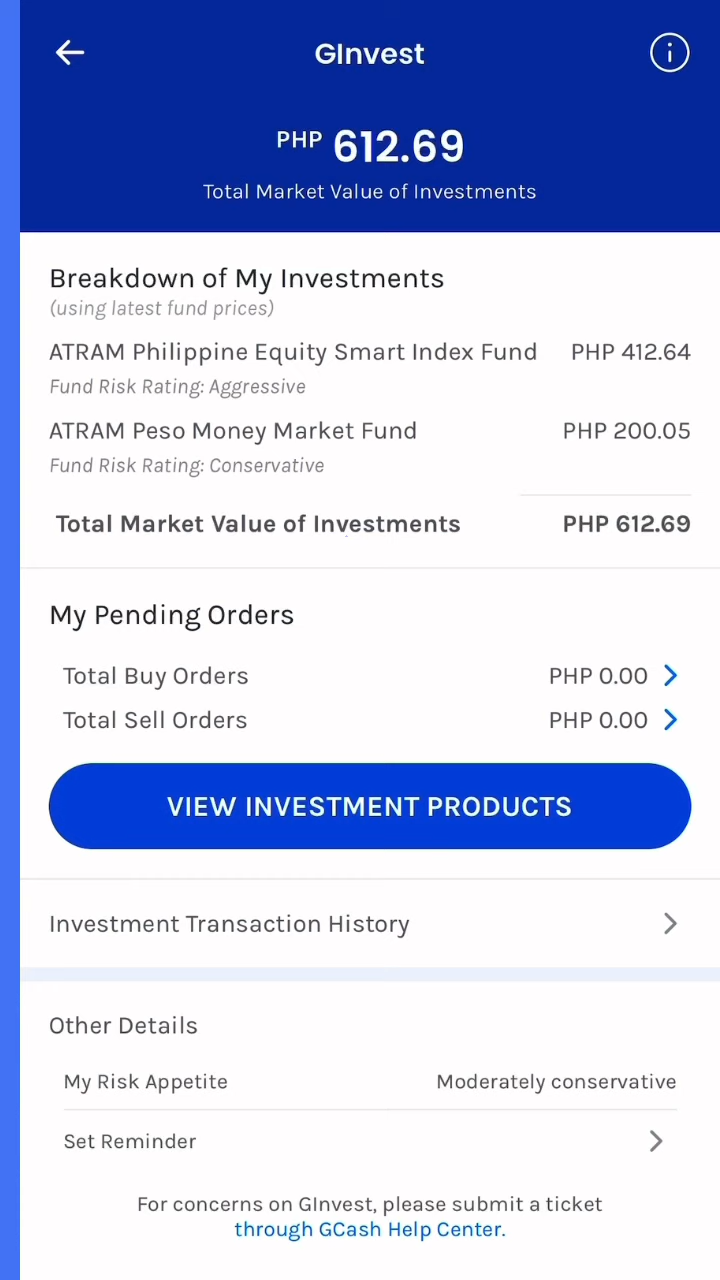 GInvest
PHP 612.69
Total Market Value of Investments
Breakdown of My Investments
(using latest fund prices)
ATRAM Philippine Equity Smart Index Fund PHP 412.64
Fund Risk Rating: Aggressive
ATRAM Peso Money Market Fund PHP 200.05
Fund Risk Rating: Conservative
Total Market Value of Investments PHP 612.69
My Pending Orders
Total Buy Orders PHP 0.00
Total Sell Orders PHP 0.00
VIEW INVESTMENT PRODUCTS
Investment Transaction History
Other Details
My Risk Appetite Moderately conservative
Set Reminder
For concerns on GInvest, please submit a ticket
through GCash Help Center.